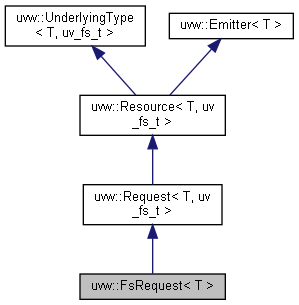 uvw::UnderlyingType
< T, uv_fs_t >
uvw::Emitter< T >
uvw::Resource< T, uv
_fs_t >
uvw::Request< T, uv
_fs_t >
uvw::FsRequest< T >